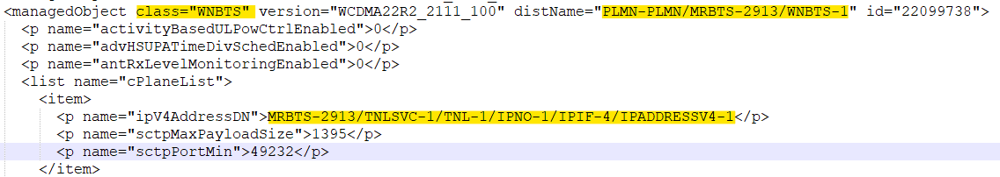 <managedObject class="WNBTS" version="WCDMA22R2_2111_100" distName="PLMN-PLMN/MRBTS-2913/WNBTS-1" id="22099738">
<p name="activityBasedULPowCtrlEnabled">0</p>
<p name="advHSUPATimeDivSchedEnabled">0</p>
<p name="antRxLevelMonitoringEnabled">0</p>
<list name="cPlaneList">
<item>
<p name="ipV4AddressDN">MRBTS-2913/TNLSVC-1/TNL-1/IPNO-1/IPIF-4/IPADDRESSV4-1</p>
<p name="sctpMaxPayloadSize">1395</p>
<p name="sctpPortMin">49232</p>
</item>